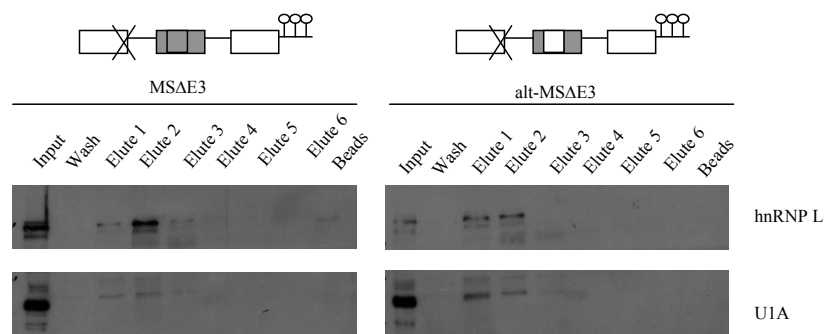 MSΔE3
alt-MSΔE3
Input Wash Elute 1 Elute 2 Elute 3 Elute 4 Elute 5 Elute 6 Beads
Input Wash Elute 1 Elute 2 Elute 3 Elute 4 Elute 5 Elute 6 Beads
hnRNP L
U1A